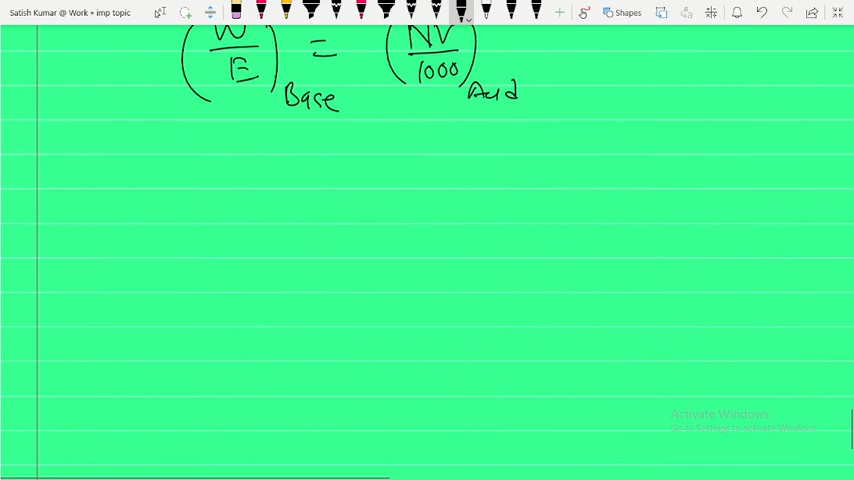 Satish Kumar @ Work » imp topic
Shapes
(W/E) Base = (NV/1000) Acid
Activate Windows
Go to Settings to activate Windows.